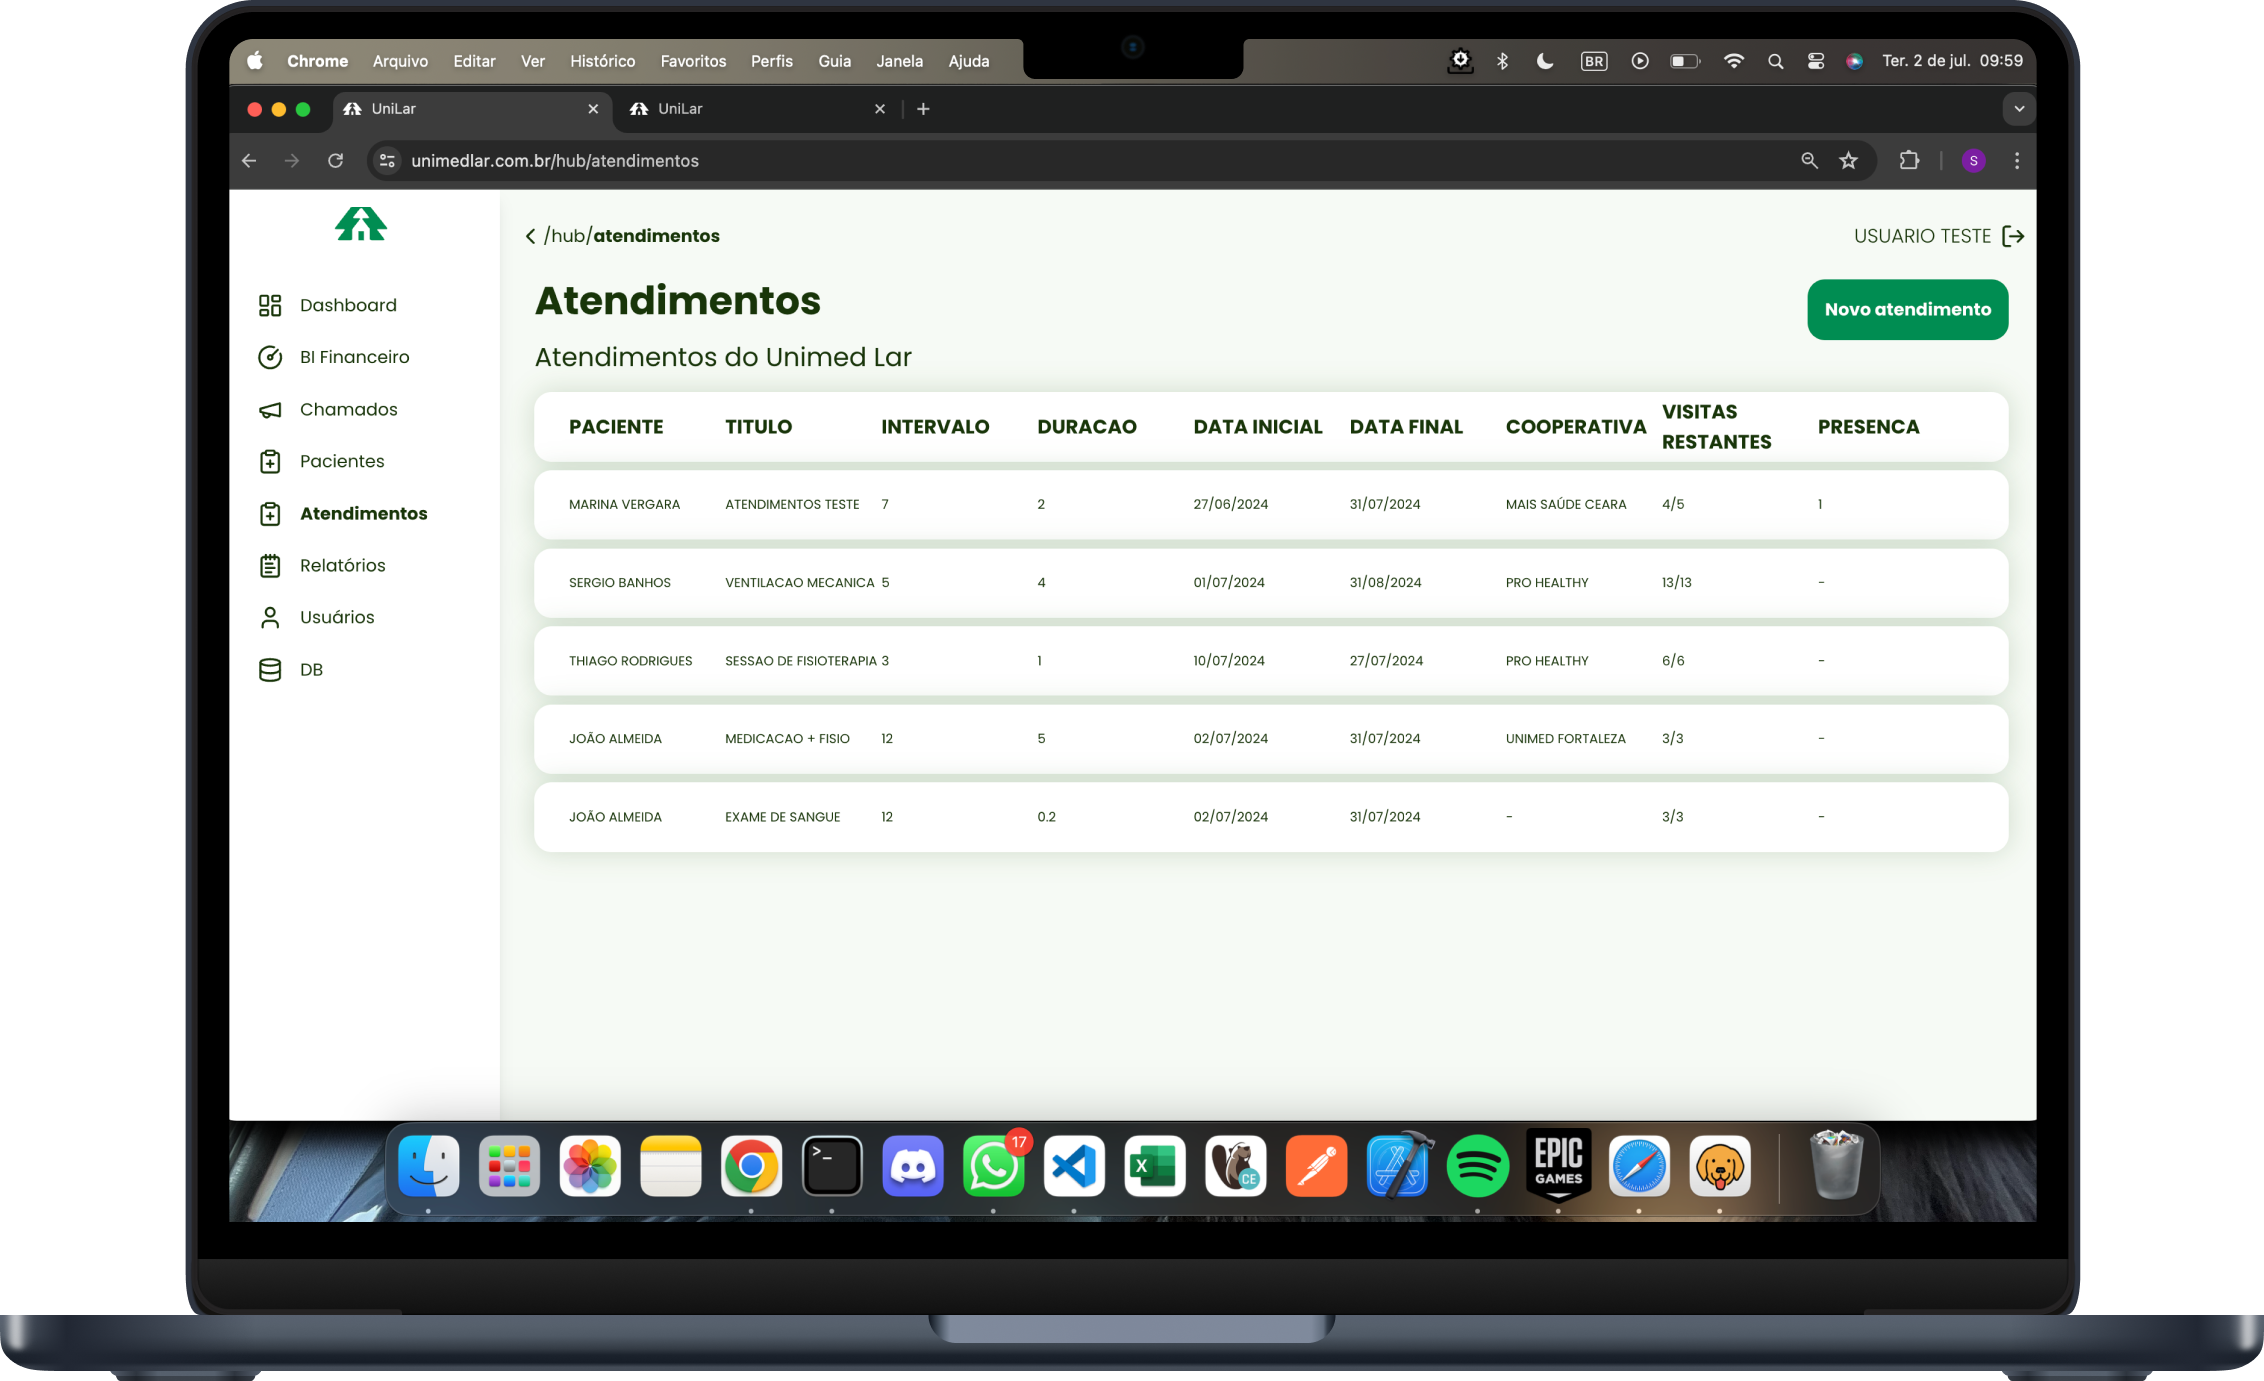 Chrome Arquivo Editar Ver Histórico Favoritos Perfis Guia Janela Ajuda BR Ter. 2 de jul. 09:59
UniLar UniLar
unimedlar.com.br/hub/atendimentos S
/hub/atendimentos USUARIO TESTE
Dashboard
BI Financeiro
Chamados
Pacientes
Atendimentos
Relatórios
Usuários
DB
Atendimentos
Novo atendimento
Atendimentos do Unimed Lar
PACIENTE TITULO INTERVALO DURACAO DATA INICIAL DATA FINAL COOPERATIVA VISITAS RESTANTES PRESENCA
MARINA VERGARA ATENDIMENTOS TESTE 7 2 27/06/2024 31/07/2024 MAIS SAÚDE CEARA 4/5 1
SERGIO BANHOS VENTILACAO MECANICA 5 4 01/07/2024 31/08/2024 PRO HEALTHY 13/13 -
THIAGO RODRIGUES SESSAO DE FISIOTERAPIA 3 1 10/07/2024 27/07/2024 PRO HEALTHY 6/6 -
JOÃO ALMEIDA MEDICACAO + FISIO 12 5 02/07/2024 31/07/2024 UNIMED FORTALEZA 3/3 -
JOÃO ALMEIDA EXAME DE SANGUE 12 0.2 02/07/2024 31/07/2024 - 3/3 -
>_
17
X
CE
EPIC
GAMES